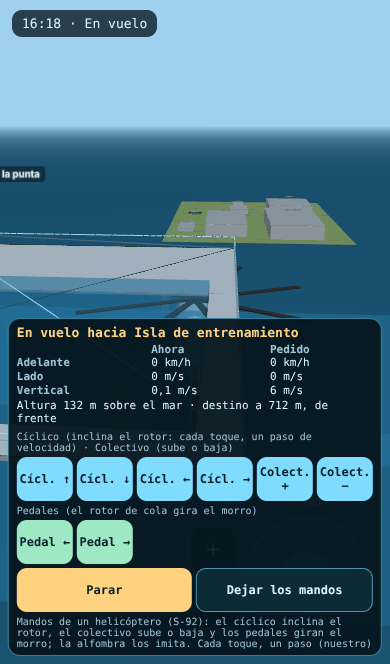 16:18 · En vuelo
la punta
En vuelo hacia Isla de entrenamiento
Ahora Pedido
Adelante 0 km/h 0 km/h
Lado 0 m/s 0 m/s
Vertical 0,1 m/s 6 m/s
Altura 132 m sobre el mar · destino a 712 m, de
frente
Cíclico (inclina el rotor: cada toque, un paso de
velocidad) · Colectivo (sube o baja)
Cícl. ↑ Cícl. ↓ Cícl. ← Cícl. → Colect. + Colect. −
Pedales (el rotor de cola gira el morro)
Pedal ← Pedal →
Parar Dejar los mandos
Mandos de un helicóptero (S-92): el cíclico inclina el
rotor, el colectivo sube o baja y los pedales giran el
morro; la alfombra los imita. Cada toque, un paso (nuestro)